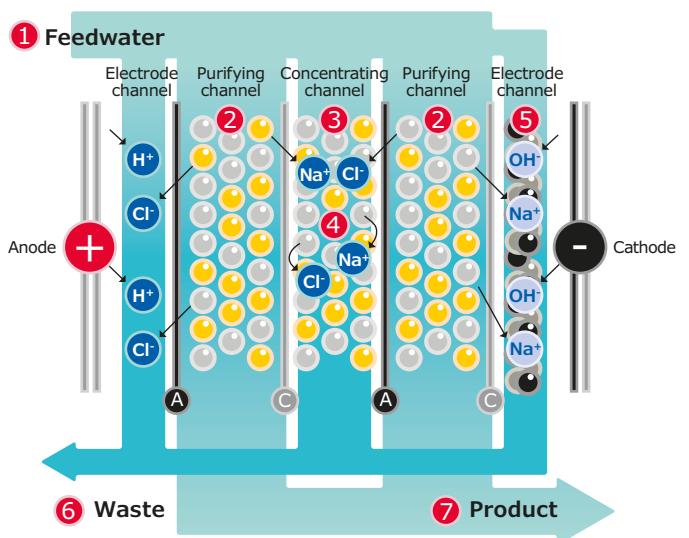 1 Feedwater
Electrode
channel
Purifying
channel
Concentrating
channel
Purifying
channel
Electrode
channel
2
3
2
5
H⁺
Na⁺
Cl⁻
OH⁻
Cl⁻
Na⁺
4
Anode
+
-
Cathode
Na⁺
Cl⁻
H⁺
OH⁻
Cl⁻
Na⁺
A
C
A
C
6 Waste
7 Product